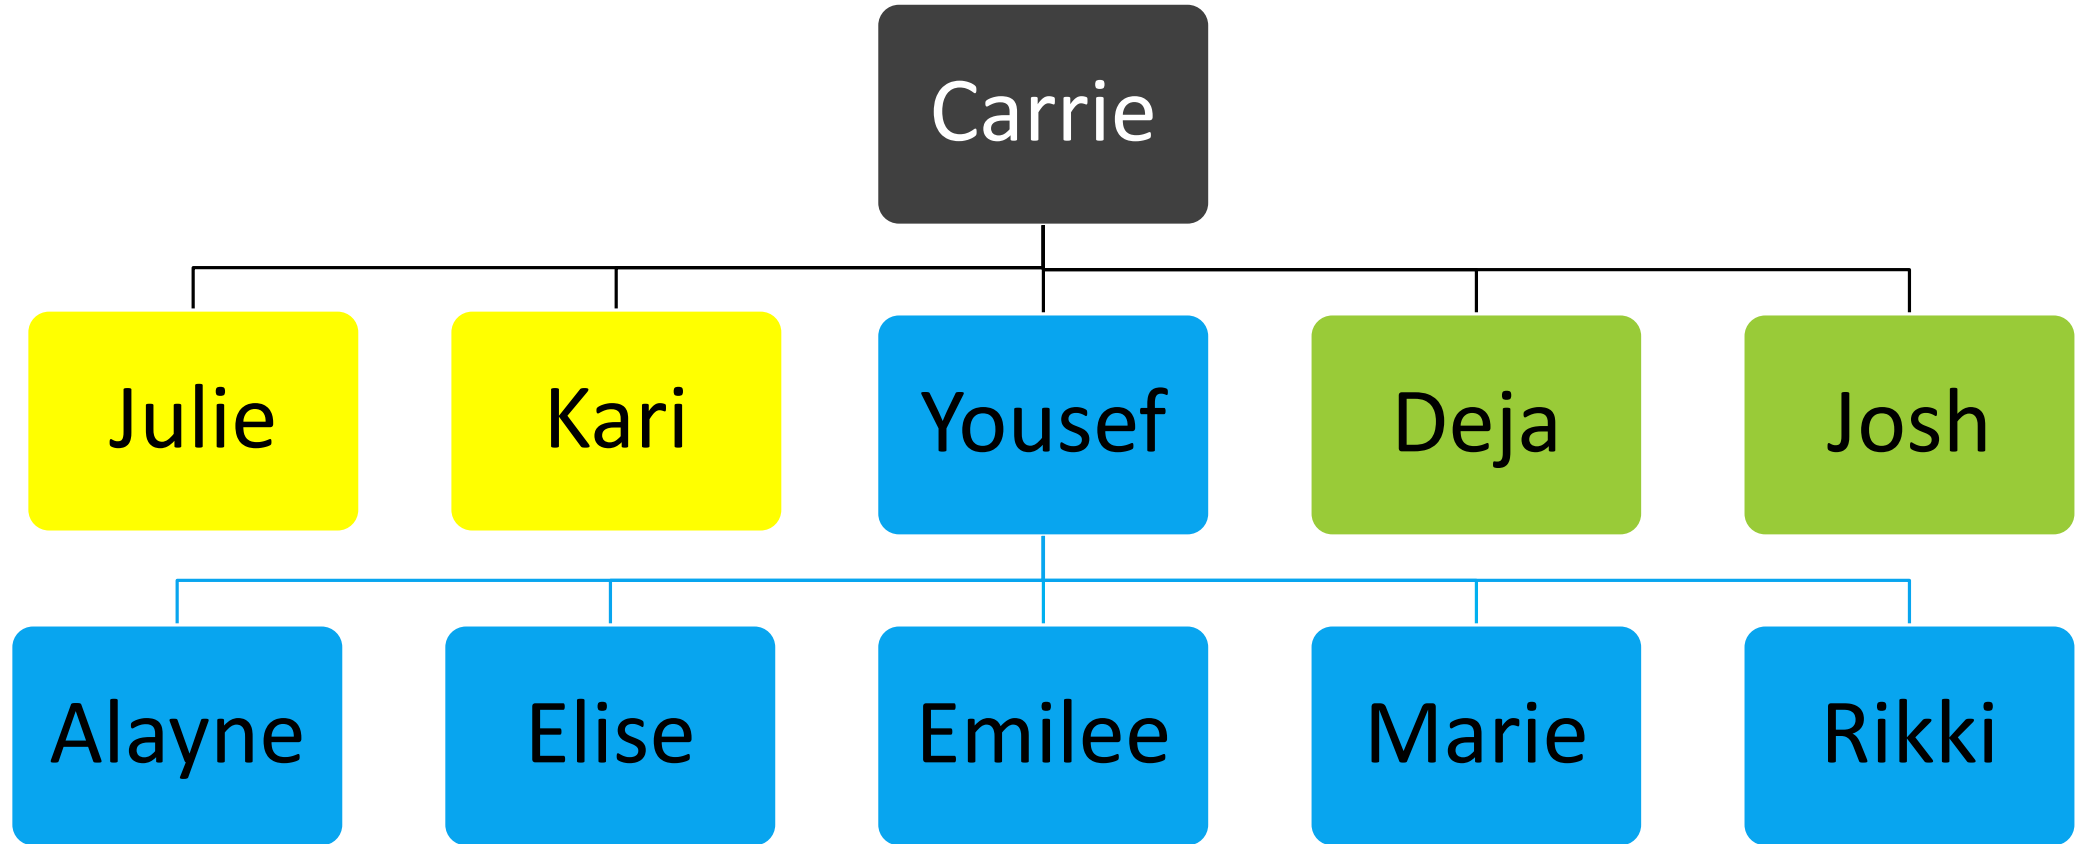 Carrie
Julie
Kari
Yousef
Deja
Josh
Alayne
Elise
Emilee
Marie
Rikki